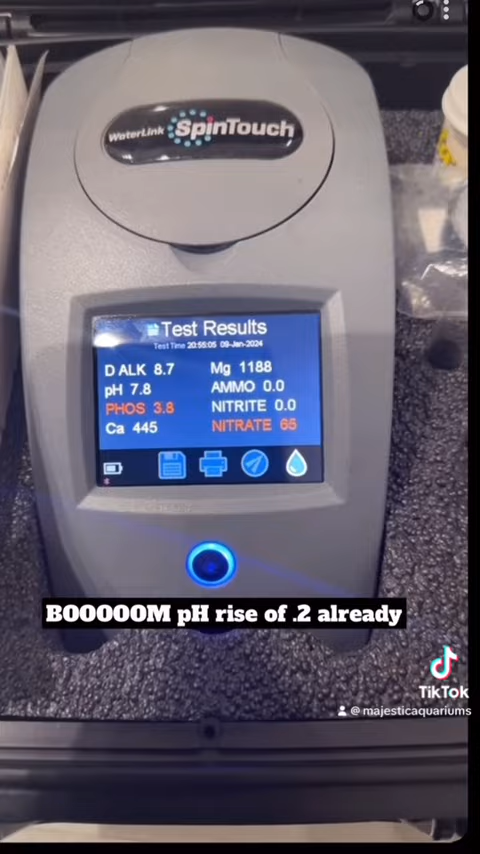 WaterLink SpinTouch
Test Results
Test Time 20:55:05 09-Jan-2024
D ALK 8.7
pH 7.8
PHOS 3.8
Ca 445
Mg 1188
AMMO 0.0
NITRITE 0.0
NITRATE 65
BOOOOOM pH rise of .2 already
TikTok
@ majesticaquariums